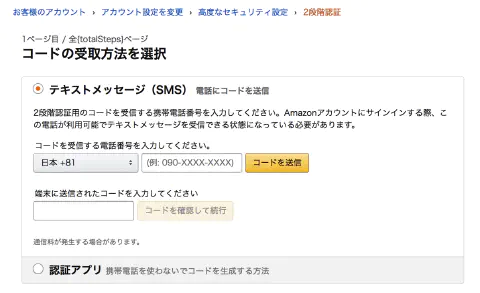 お客様のアカウント › アカウント設定を変更 › 高度なセキュリティ設定 › 2段階認証
1ページ目 / 全{totalSteps}ページ
コードの受取方法を選択
テキストメッセージ（SMS） 電話にコードを送信
2段階認証用のコードを受信する携帯電話番号を入力してください。Amazonアカウントにサインインする際、こ
の電話が利用可能でテキストメッセージを受信できる状態になっている必要があります。
コードを受信する電話番号を入力してください。
日本 +81 (例: 090-XXXX-XXXX) コードを送信
端末に送信されたコードを入力してください
コードを確認して続行
通信料が発生する場合があります。
認証アプリ 携帯電話を使わないでコードを生成する方法